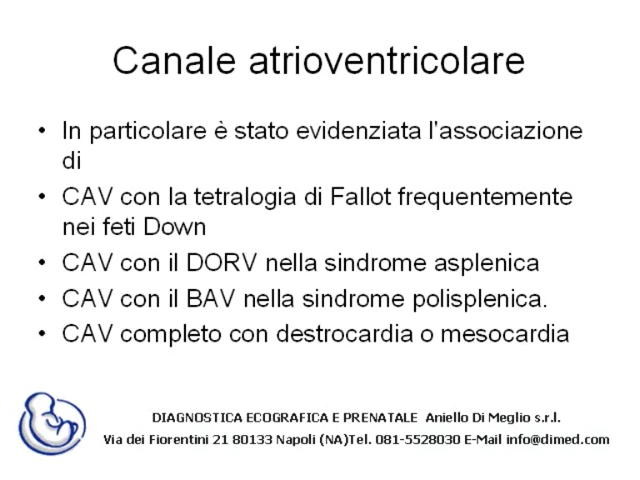 Canale atrioventricolare
• In particolare è stato evidenziata l'associazione
di
• CAV con la tetralogia di Fallot frequentemente
nei feti Down
• CAV con il DORV nella sindrome asplenica
• CAV con il BAV nella sindrome polisplenica.
• CAV completo con destrocardia o mesocardia
DIAGNOSTICA ECOGRAFICA E PRENATALE Aniello Di Meglio s.r.l.
Via dei Fiorentini 21 80133 Napoli (NA)Tel. 081-5528030 E-Mail info@dimed.com